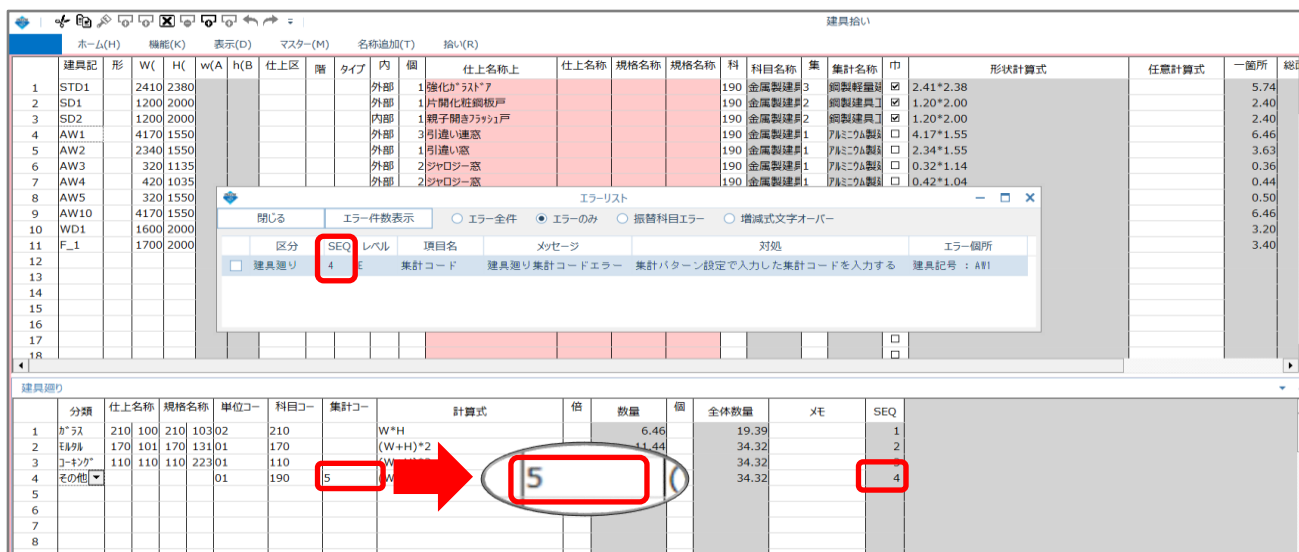 建具拾い
ホーム(H) 機能(K) 表示(D) マスター(M) 名称追加(T) 拾い(R)
建具記 形 W( H( w(A h(B 仕上区 階 タイプ 内 個 仕上名称上 仕上名称 規格名称 規格名称 科 科目名称 集 集計名称 巾 形状計算式 任意計算式 一箇所 総面
1 STD1 2410 2380 外部 1 強化ｶﾞﾗｽﾄﾞｱ 190 金属製建具 3 鋼製軽量建 2.41*2.38 5.74
2 SD1 1200 2000 外部 1 片開化粧鋼板戸 190 金属製建具 2 鋼製建具工 1.20*2.00 2.40
3 SD2 1200 2000 内部 1 親子開きﾌﾗｯｼｭ戸 190 金属製建具 2 鋼製建具工 1.20*2.00 2.40
4 AW1 4170 1550 外部 3 引違い連窓 190 金属製建具 1 ｱﾙﾐﾆｳﾑ製建 4.17*1.55 6.46
5 AW2 2340 1550 外部 1 引違い窓 190 金属製建具 1 ｱﾙﾐﾆｳﾑ製建 2.34*1.55 3.63
6 AW3 320 1135 外部 2 ジャロジー窓 190 金属製建具 1 ｱﾙﾐﾆｳﾑ製建 0.32*1.14 0.36
7 AW4 420 1035 外部 2 ジャロジー窓 190 金属製建具 1 ｱﾙﾐﾆｳﾑ製建 0.42*1.04 0.44
8 AW5 320 1550 0.50
9 AW10 4170 1550 6.46
10 WD1 1600 2000 3.20
11 F_1 1700 2000 3.40
12
13
14
15
16
17
18
エラーリスト
閉じる エラー件数表示 エラー全件 エラーのみ 振替科目エラー 増減式文字オーバー
区分 SEQ レベル 項目名 メッセージ 対処 エラー個所
建具廻り 4 E 集計コード 建具廻り集計コードエラー 集計パターン設定で入力した集計コードを入力する 建具記号 : AW1
建具廻り
分類 仕上名称 規格名称 単位コー 科目コー 集計コー 計算式 倍 数量 個 全体数量 メモ SEQ
1 ｶﾞﾗｽ 210 100 210 103 02 210 W*H 6.46 19.39 1
2 ﾓﾙﾀﾙ 170 101 170 131 01 170 (W+H)*2 11.44 34.32 2
3 ｺｰｷﾝｸﾞ 110 110 110 223 01 110 34.32 3
4 その他 01 190 5 (W 34.32 4
5
6
7
8
5 (